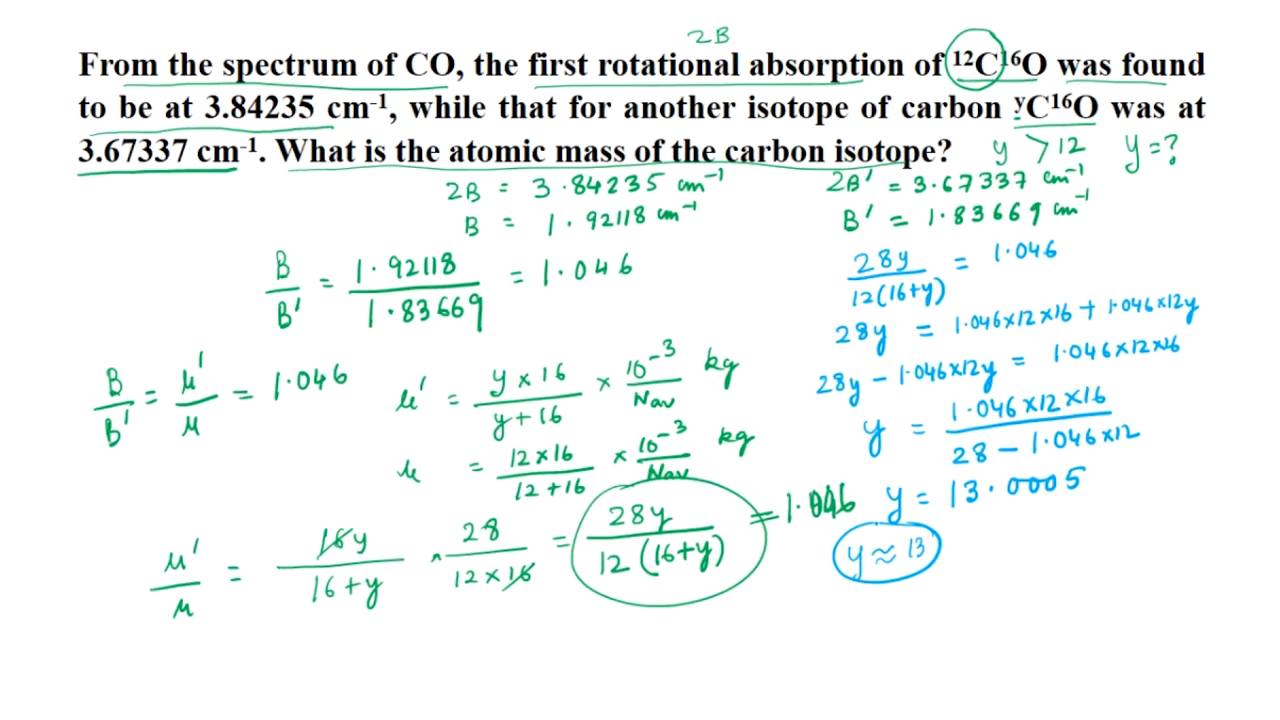 2B
From the spectrum of CO, the first rotational absorption of ¹²C¹⁶O was found
to be at 3.84235 cm⁻¹, while that for another isotope of carbon ʸC¹⁶O was at
3.67337 cm⁻¹. What is the atomic mass of the carbon isotope? y > 12 y = ?
2B = 3.84235 cm⁻¹
B = 1.92118 cm⁻¹
2B' = 3.67337 cm⁻¹
B' = 1.83669 cm⁻¹
B/B' = 1.92118/1.83669 = 1.046
B/B' = μ'/μ = 1.046
μ' = y×16/y+16 × 10⁻³/Nav kg
μ = 12×16/12+16 × 10⁻³/Nav kg
μ'/μ = 16y/16+y × 28/12×16 = 28y/12(16+y) = 1.046
28y/12(16+y) = 1.046
28y = 1.046×12×16 + 1.046×12y
28y - 1.046×12y = 1.046×12×16
y = 1.046×12×16/28 - 1.046×12
y = 13.0005
y ≈ 13